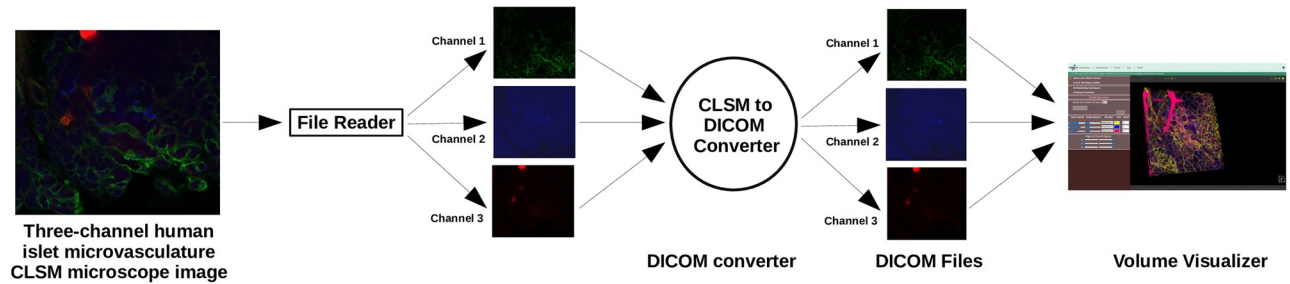 Three-channel human
islet microvasculature
CLSM microscope image
File Reader
Channel 1
Channel 2
Channel 3
CLSM to
DICOM
Converter
DICOM converter
Channel 1
Channel 2
Channel 3
DICOM Files
Volume Visualizer